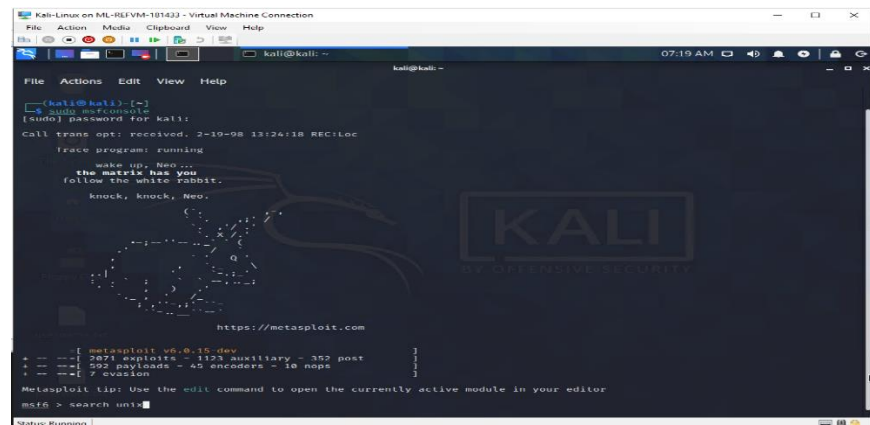 Kali-Linux on ML-REFVM-181433 - Virtual Machine Connection
File Action Media Clipboard View Help
kali@kali: ~
07:19 AM
kali@kali: ~
File Actions Edit View Help
(kali㉿kali)-[~]
$ sudo msfconsole
[sudo] password for kali:
Call trans opt: received. 2-19-98 13:24:18 REC:Loc
Trace program: running
wake up, Neo...
the matrix has you
follow the white rabbit.
knock, knock, Neo.
KALI
BY OFFENSIVE SECURITY
https://metasploit.com
=[ metasploit v6.0.15-dev ]
+ -- --=[ 2071 exploits - 1123 auxiliary - 352 post ]
+ -- --=[ 592 payloads - 45 encoders - 10 nops ]
+ -- --=[ 7 evasion ]
Metasploit tip: Use the edit command to open the currently active module in your editor
msf6 > search unix
Status: Running